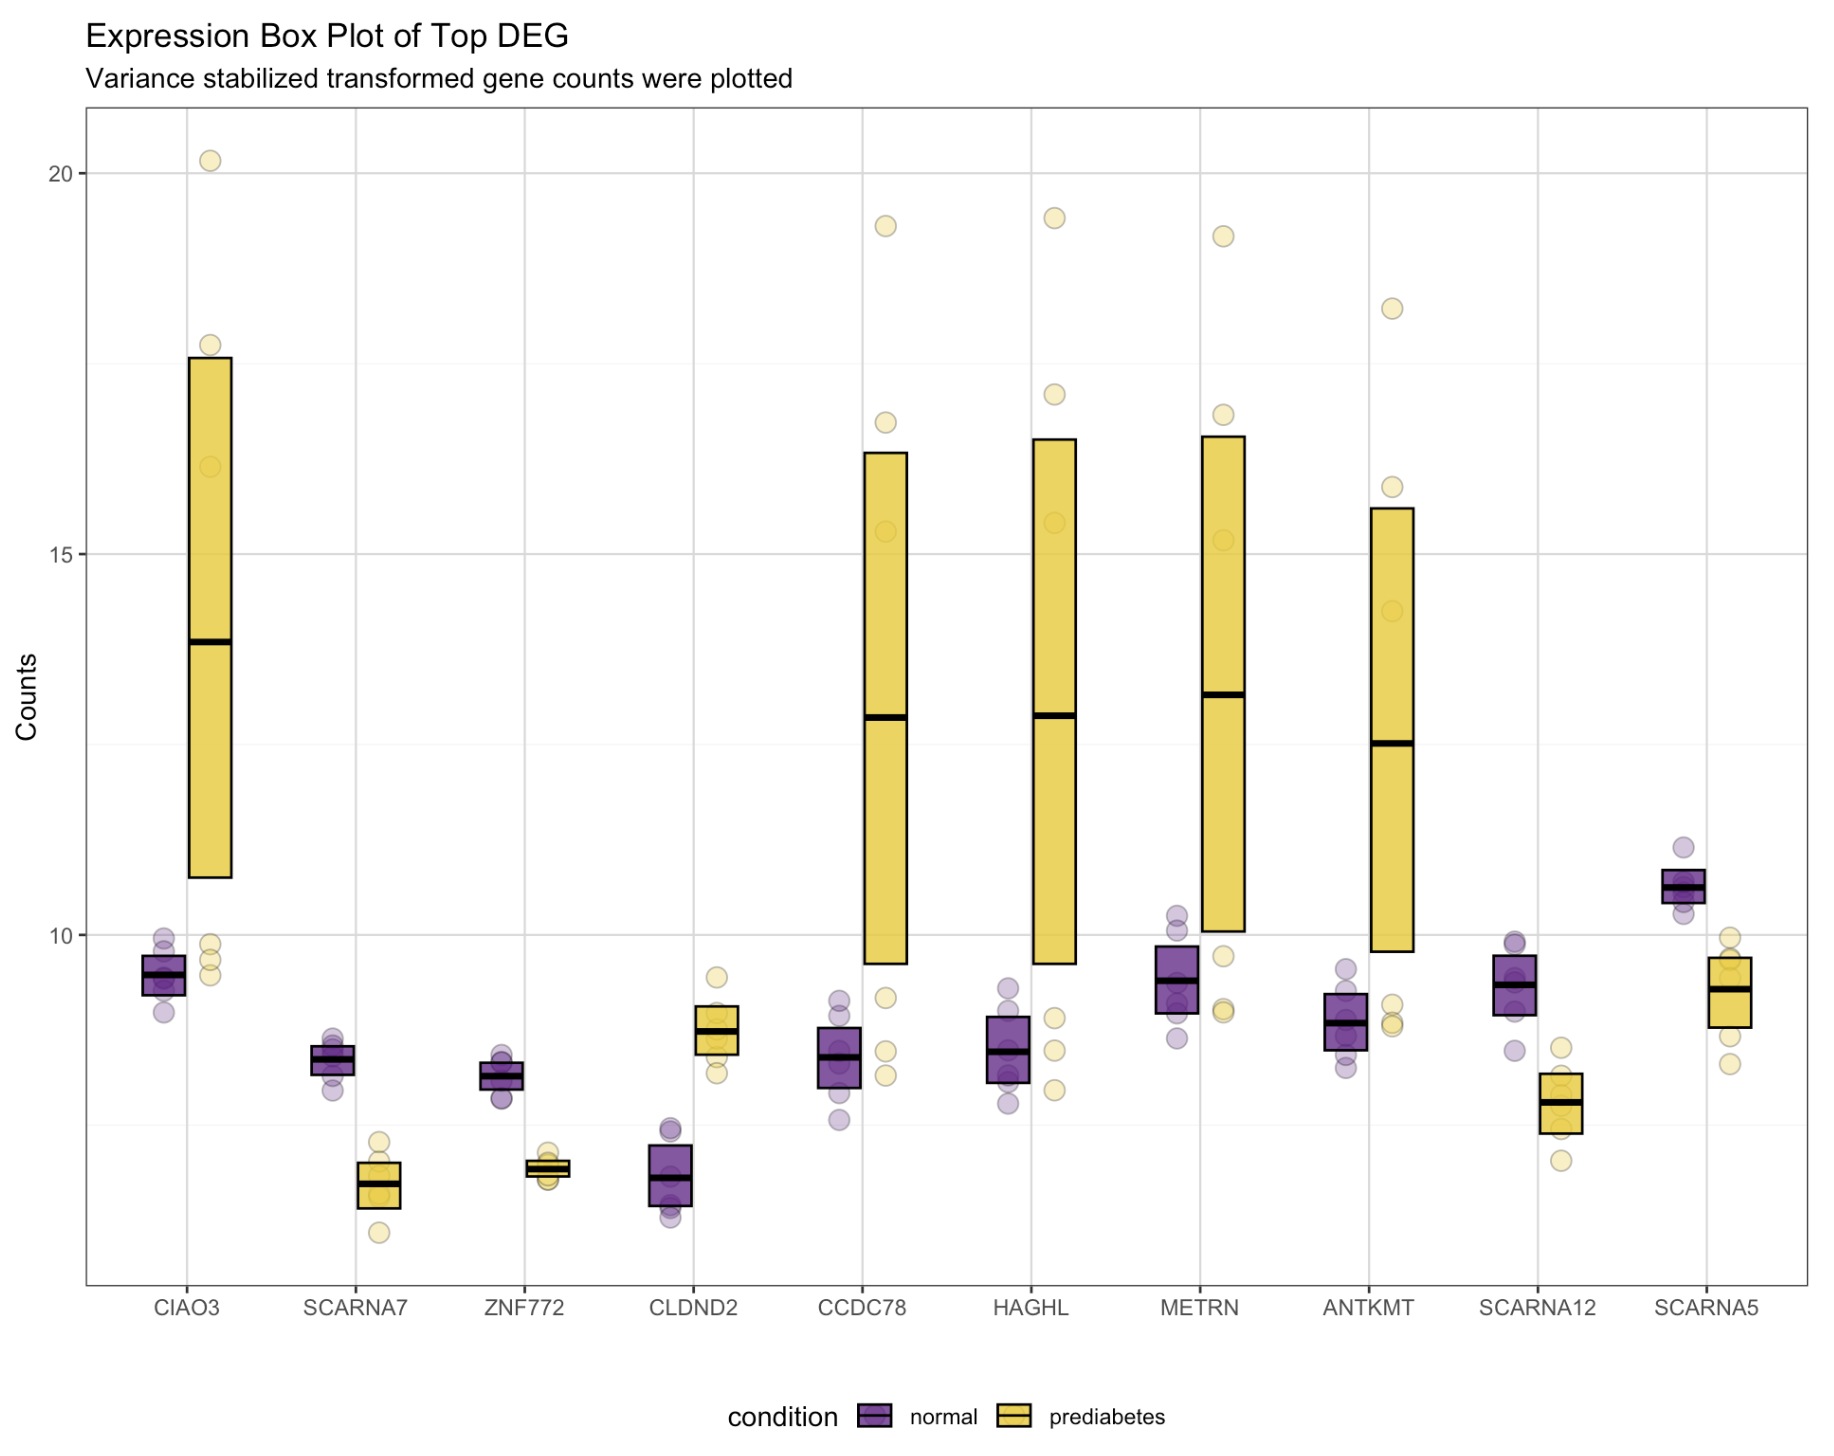 Expression Box Plot of Top DEG
Variance stabilized transformed gene counts were plotted
20
15
10
Counts
CIAO3 SCARNA7 ZNF772 CLDND2 CCDC78 HAGHL METRN ANTKMT SCARNA12 SCARNA5
condition normal prediabetes